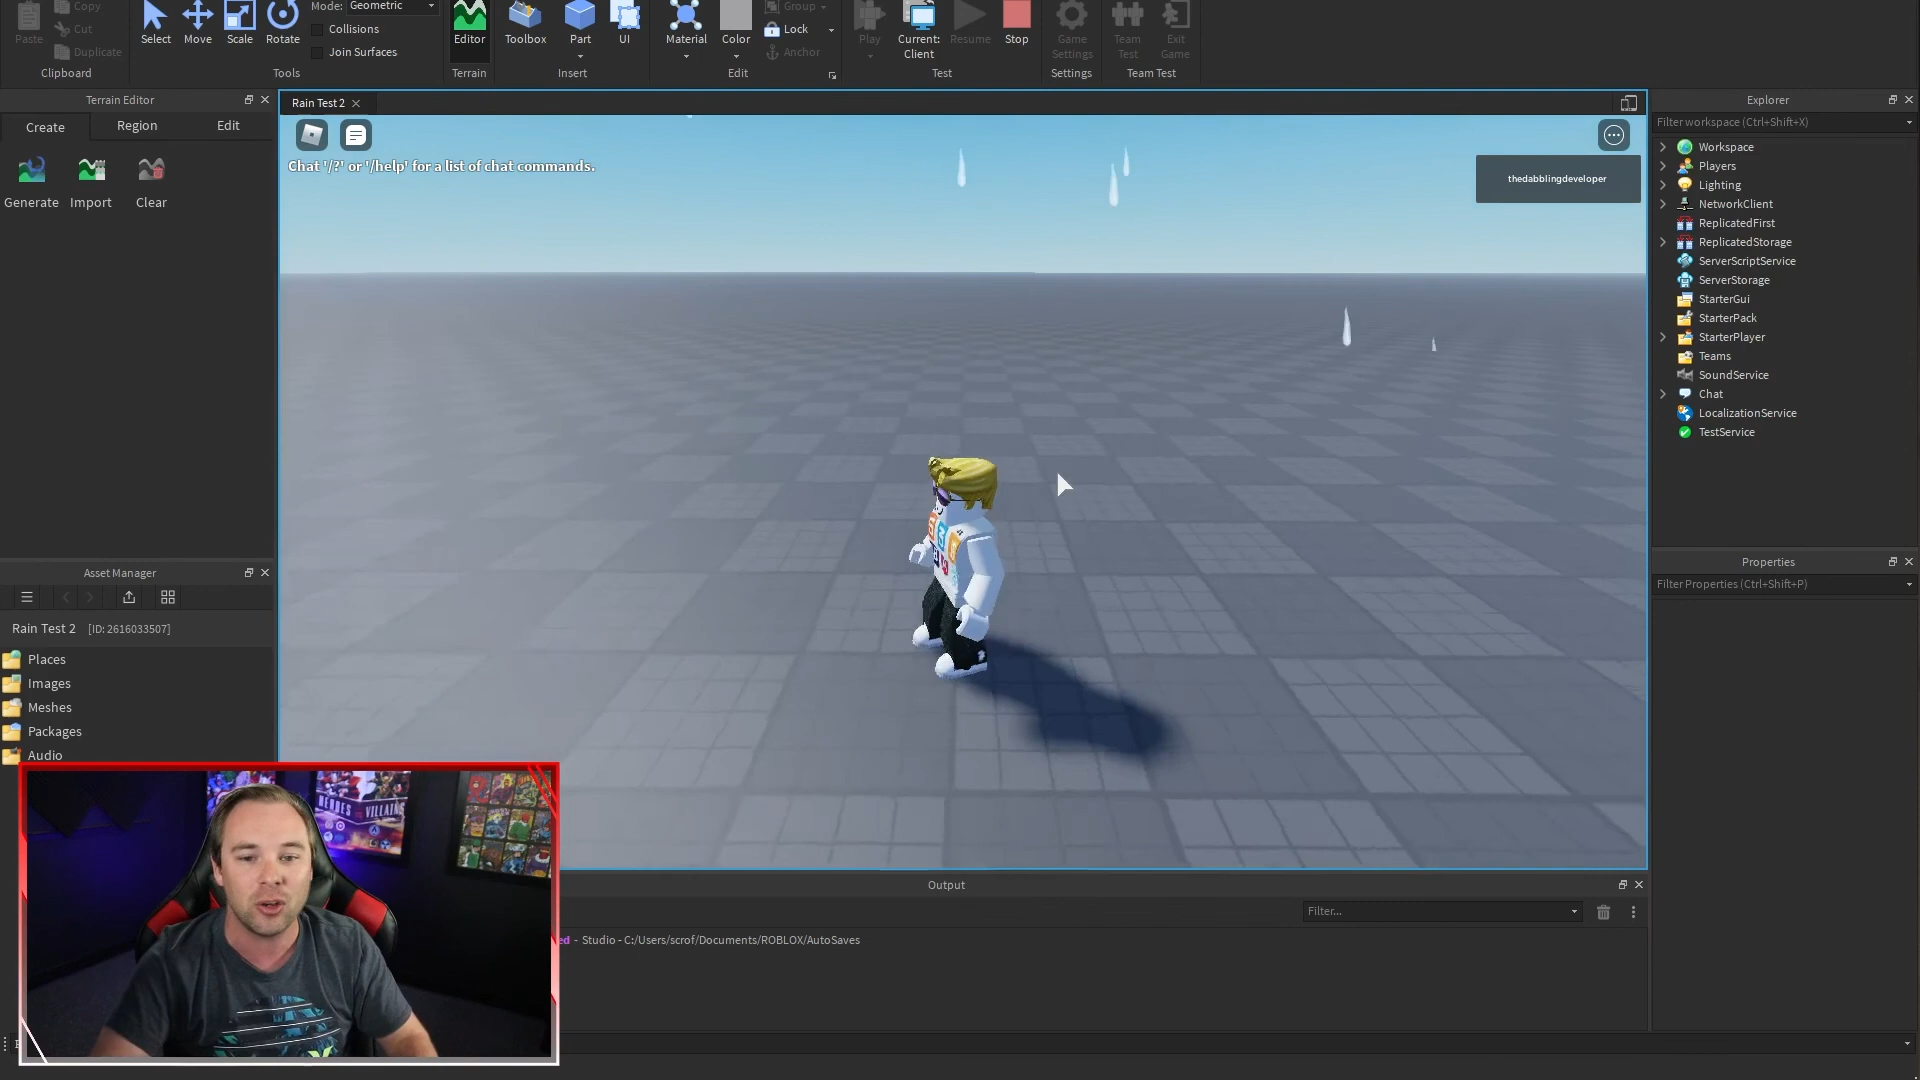 Paste
Copy
Cut
Duplicate
Clipboard
Select
Move
Scale
Rotate
Mode: Geometric
Collisions
Join Surfaces
Tools
Editor
Terrain
Toolbox
Part
UI
Insert
Material
Color
Group
Lock
Anchor
Edit
Play
Current:
Client
Resume
Stop
Test
Game
Settings
Settings
Team
Test
Exit
Game
Team Test
Terrain Editor
Create
Region
Edit
Generate
Import
Clear
Rain Test 2
Chat '/?' or '/help' for a list of chat commands.
thedabblingdeveloper
Explorer
Filter workspace (Ctrl+Shift+X)
Workspace
Players
Lighting
NetworkClient
ReplicatedFirst
ReplicatedStorage
ServerScriptService
ServerStorage
StarterGui
StarterPack
StarterPlayer
Teams
SoundService
Chat
LocalizationService
TestService
Properties
Filter Properties (Ctrl+Shift+P)
Asset Manager
Rain Test 2 [ID: 2616033507]
Places
Images
Meshes
Packages
Audio
HEROES
VILLAINS
Output
Filter...
ed - Studio - C:/Users/scrof/Documents/ROBLOX/AutoSaves